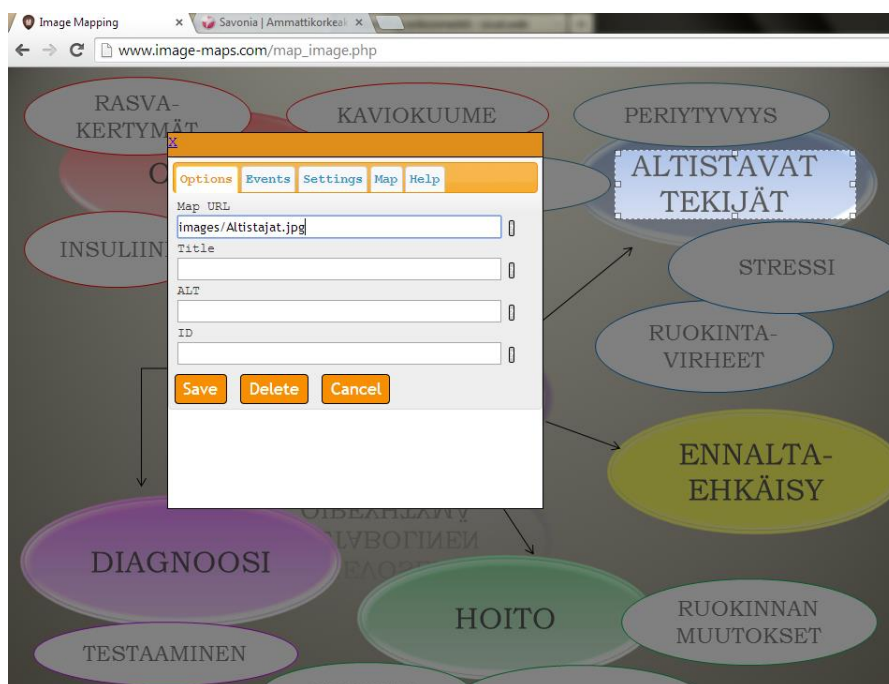 Image Mapping
Savonia | Ammattikorkeal
www.image-maps.com/map_image.php
RASVA-
KERTYMÄT
KAVIOKUUME
PERIYTYVYYS
X
O
ALTISTAVAT
TEKIJÄT
Options Events Settings Map Help
Map URL
images/Altistajat.jpg
Title
INSULIIN
STRESSI
ALT
ID
RUOKINTA-
VIRHEET
Save Delete Cancel
ENNALTA-
EHKÄISY
DIAGNOOSI
HOITO
RUOKINNAN
MUUTOKSET
TESTAAMINEN